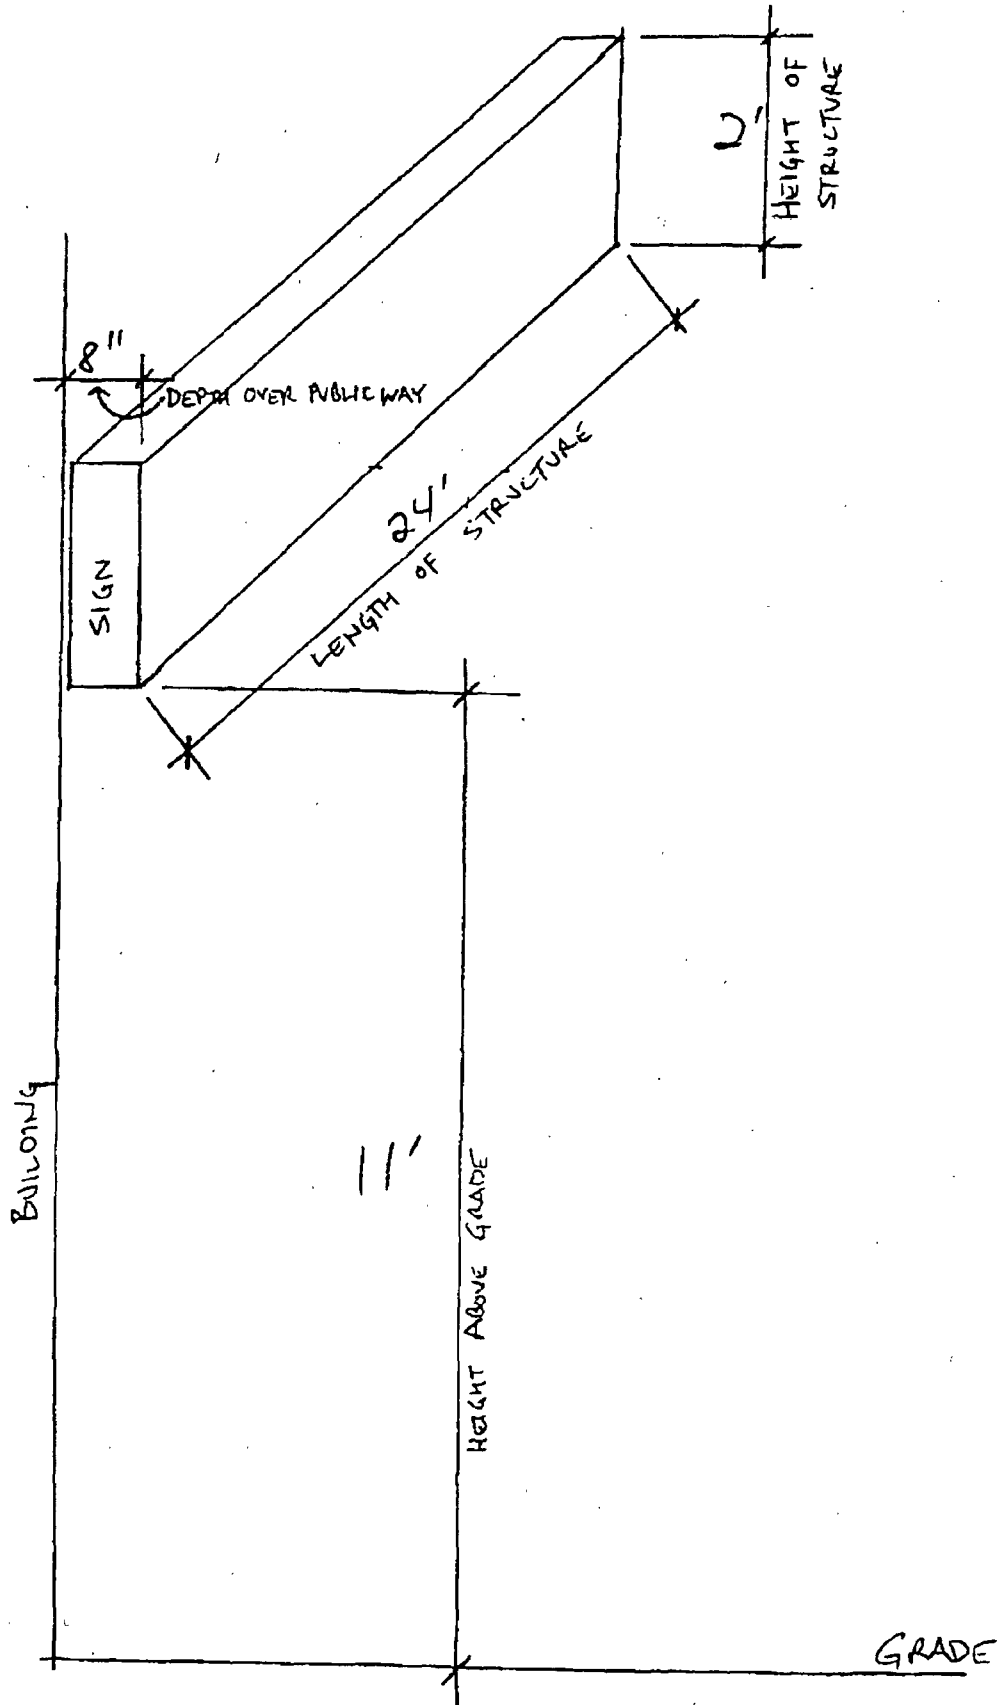 HEIGHT OF
STRUCTURE
8"
DEPTH OVER PUBLIC WAY
24'
LENGTH OF STRUCTURE
SIGN
BUILDING
11'
HEIGHT ABOVE GRADE
GRADE